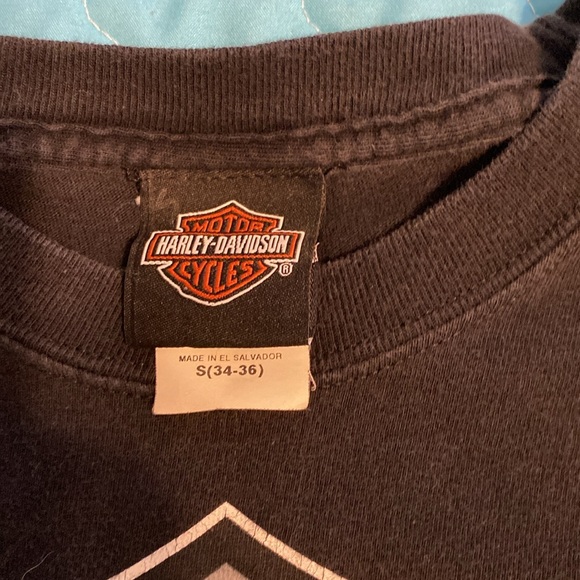 MOTOR
HARLEY-DAVIDSON
CYCLES ®
MADE IN EL SALVADOR
S(34-36)